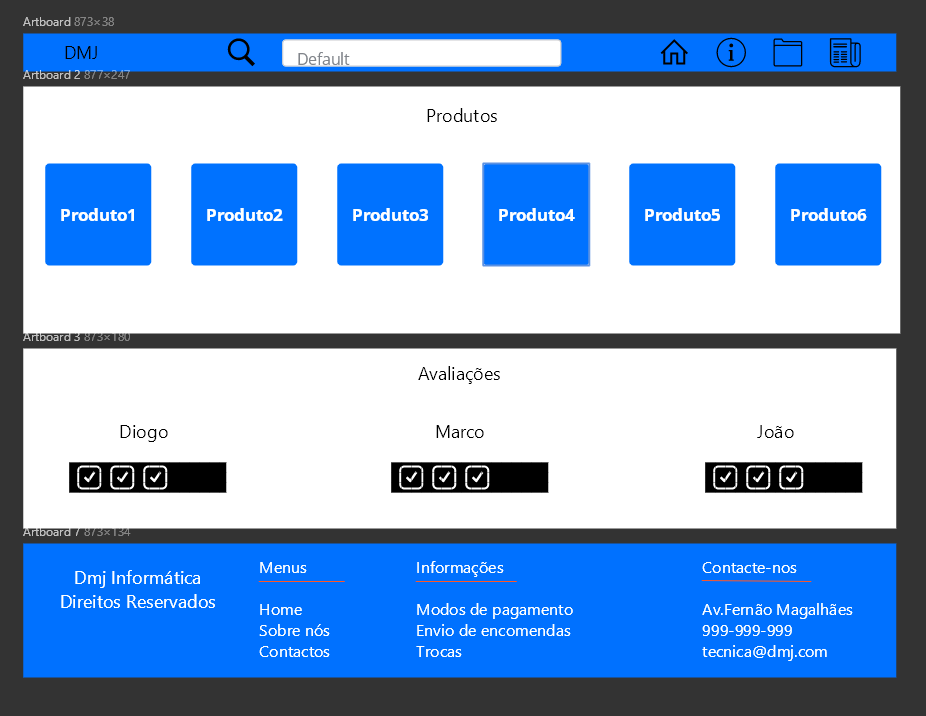 Artboard 873×38
DMJ
Default
Artboard 2 877×247
Produtos
Produto1 Produto2 Produto3 Produto4 Produto5 Produto6
Artboard 3 873×180
Avaliações
Diogo Marco João
Artboard 7 873×134
Dmj Informática
Direitos Reservados
Menus
Home
Sobre nós
Contactos
Informações
Modos de pagamento
Envio de encomendas
Trocas
Contacte-nos
Av.Fernão Magalhães
999-999-999
tecnica@dmj.com